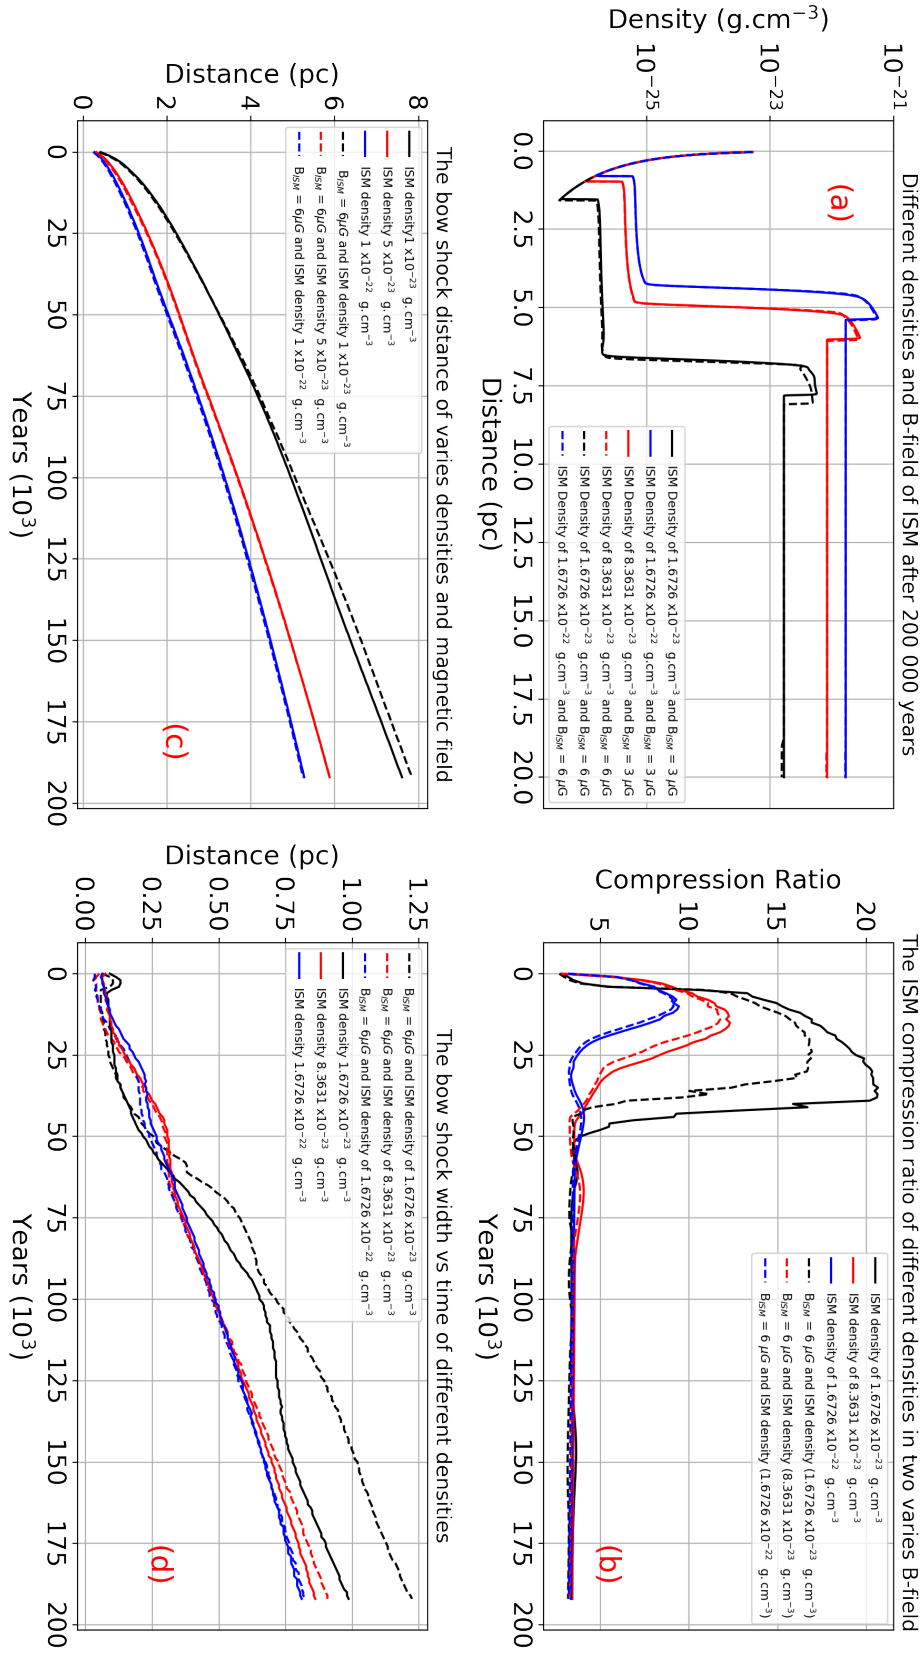 Different densities and B-field of ISM after 200 000 years
Density (g.cm⁻³)
10⁻²¹
10⁻²³
10⁻²⁵
(a)
ISM Density of 1.6726 x10⁻²³ g.cm⁻³ and B_ISM = 3 μG
ISM Density of 1.6726 x10⁻²² g.cm⁻³ and B_ISM = 3 μG
ISM Density of 8.3631 x10⁻²³ g.cm⁻³ and B_ISM = 3 μG
ISM Density of 8.3631 x10⁻²³ g.cm⁻³ and B_ISM = 6 μG
ISM Density of 1.6726 x10⁻²³ g.cm⁻³ and B_ISM = 6 μG
ISM Density of 1.6726 x10⁻²² g.cm⁻³ and B_ISM = 6 μG
0.0 2.5 5.0 7.5 10.0 12.5 15.0 17.5 20.0
Distance (pc)
The ISM compression ratio of different densities in two varies B-field
Compression Ratio
20
15
10
5
ISM density of 1.6726 x10⁻²³ g.cm⁻³
ISM density of 8.3631 x10⁻²³ g.cm⁻³
ISM density of 1.6726 x10⁻²² g.cm⁻³
B_ISM = 6 μG and ISM density (1.6726 x10⁻²³ g.cm⁻³)
B_ISM = 6 μG and ISM density (8.3631 x10⁻²³ g.cm⁻³)
B_ISM = 6 μG and ISM density (1.6726 x10⁻²² g.cm⁻³)
(b)
0 25 50 75 100 125 150 175 200
Years (10³)
The bow shock distance of varies densities and magnetic field
Distance (pc)
8
6
4
2
0
ISM density1 x10⁻²³ g.cm⁻³
ISM density 5 x10⁻²³ g.cm⁻³
ISM density 1 x10⁻²² g.cm⁻³
B_ISM = 6μG and ISM density 1 x10⁻²³ g.cm⁻³
B_ISM = 6μG and ISM density 5 x10⁻²³ g.cm⁻³
B_ISM = 6μG and ISM density 1 x10⁻²² g.cm⁻³
(c)
0 25 50 75 100 125 150 175 200
Years (10³)
The bow shock width vs time of different densities
Distance (pc)
1.25
1.00
0.75
0.50
0.25
0.00
B_ISM = 6μG and ISM density of 1.6726 x10⁻²³ g.cm⁻³
B_ISM = 6μG and ISM density of 8.3631 x10⁻²³ g.cm⁻³
B_ISM = 6μG and ISM density of 1.6726 x10⁻²² g.cm⁻³
ISM density 1.6726 x10⁻²³ g.cm⁻³
ISM density 8.3631 x10⁻²³ g.cm⁻³
ISM density 1.6726 x10⁻²² g.cm⁻³
(d)
0 25 50 75 100 125 150 175 200
Years (10³)